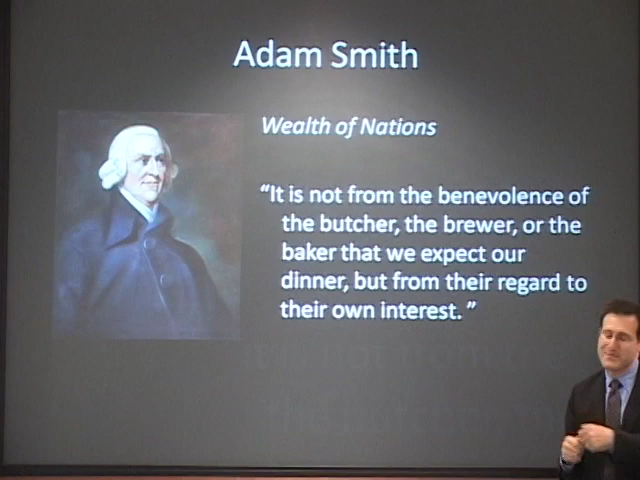 Adam Smith
Wealth of Nations
“It is not from the benevolence of
the butcher, the brewer, or the
baker that we expect our
dinner, but from their regard to
their own interest. ”